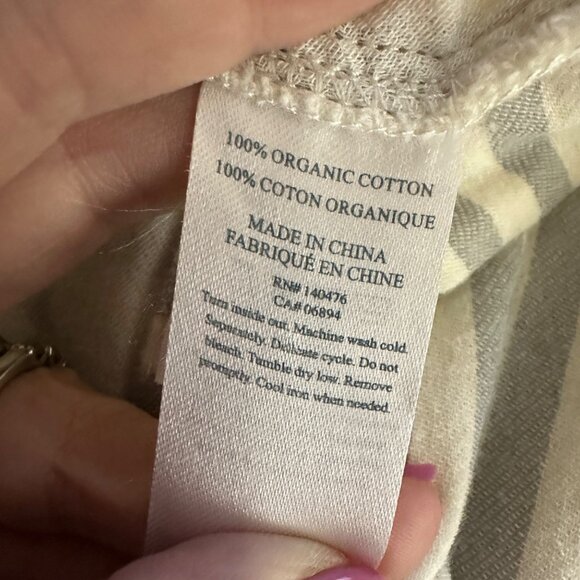 100% ORGANIC COTTON
100% COTON ORGANIQUE
MADE IN CHINA
FABRIQUÉ EN CHINE
RN# 140476
CA# 06894
Turn inside out. Machine wash cold.
Separately. Delicate cycle. Do not
bleach. Tumble dry low. Remove
promptly. Cool iron when needed.